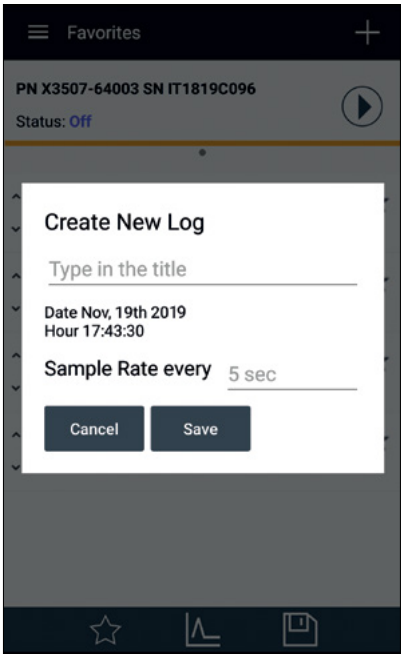 Favorites
PN X3507-64003 SN IT1819C096
Status: Off
Create New Log
Type in the title
Date Nov, 19th 2019
Hour 17:43:30
Sample Rate every 5 sec
Cancel Save